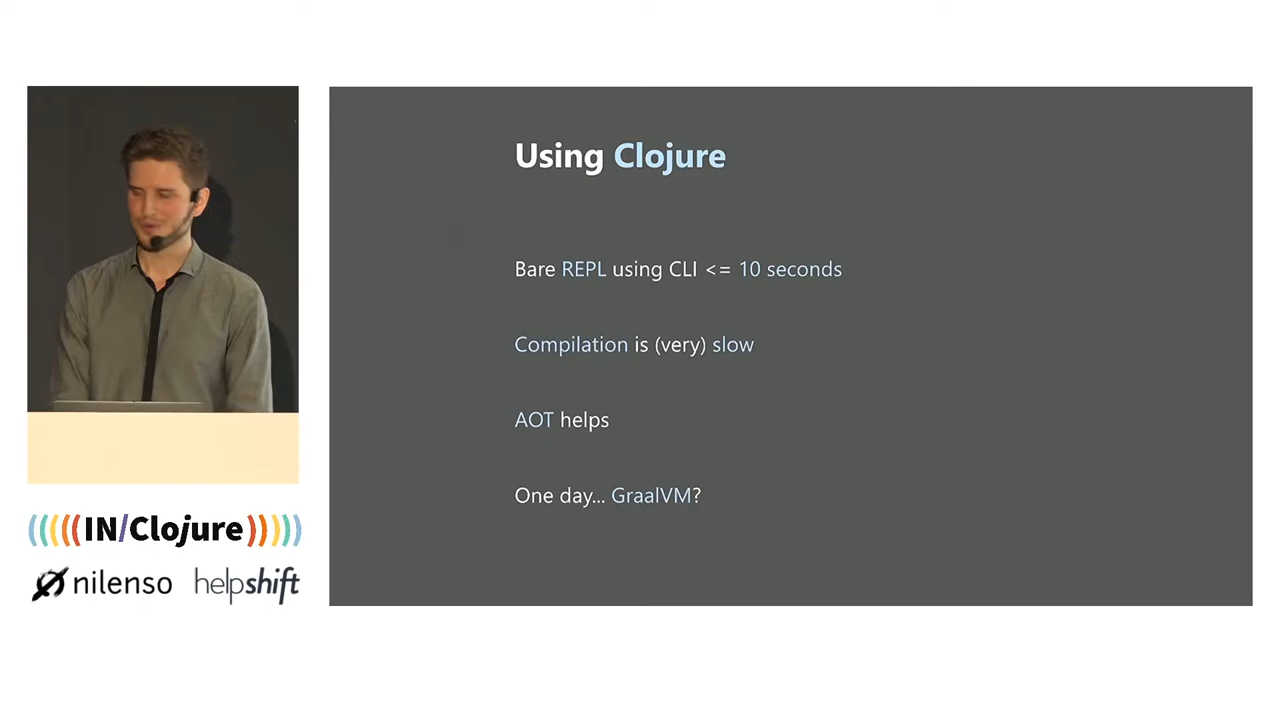 Using Clojure
Bare REPL using CLI <= 10 seconds
Compilation is (very) slow
AOT helps
One day... GraalVM?
(((((IN/Clojure)))))
nilenso helpshift